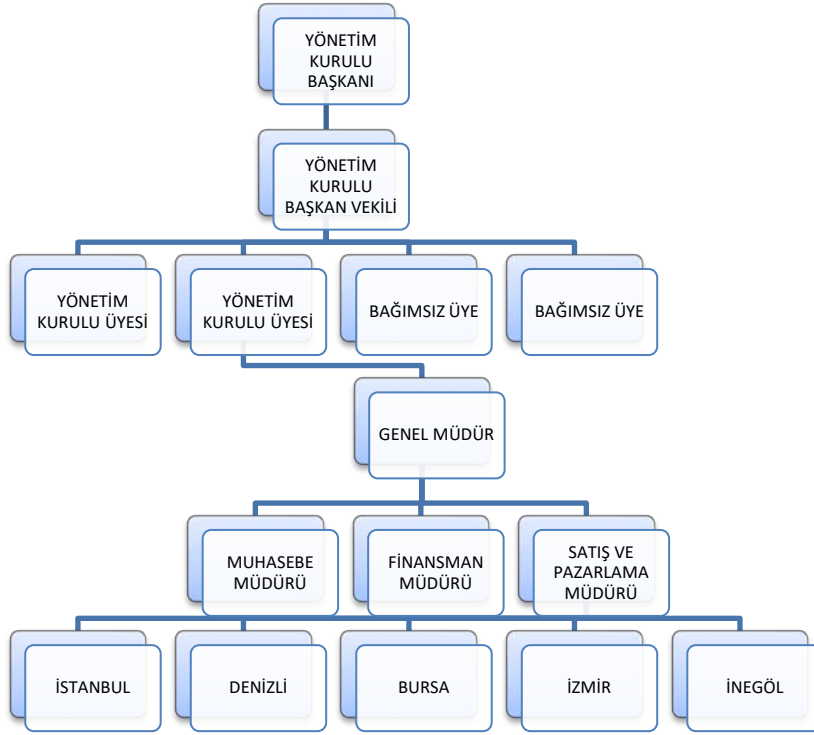 YÖNETİM
KURULU
BAŞKANI
YÖNETİM
KURULU
BAŞKAN VEKİLİ
YÖNETİM
KURULU ÜYESİ
YÖNETİM
KURULU ÜYESİ
BAĞIMSIZ ÜYE
BAĞIMSIZ ÜYE
GENEL MÜDÜR
MUHASEBE
MÜDÜRÜ
FİNANSMAN
MÜDÜRÜ
SATIŞ VE
PAZARLAMA
MÜDÜRÜ
İSTANBUL
DENİZLİ
BURSA
İZMİR
İNEGÖL